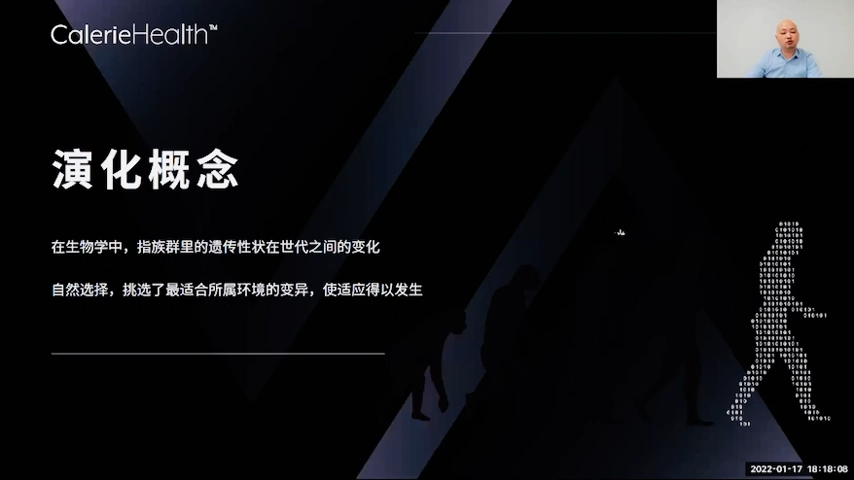 CalerieHealth™
演化概念
在生物学中，指族群里的遗传性状在世代之间的变化
自然选择，挑选了最适合所属环境的变异，使适应得以发生
2022-01-17 18:18:08